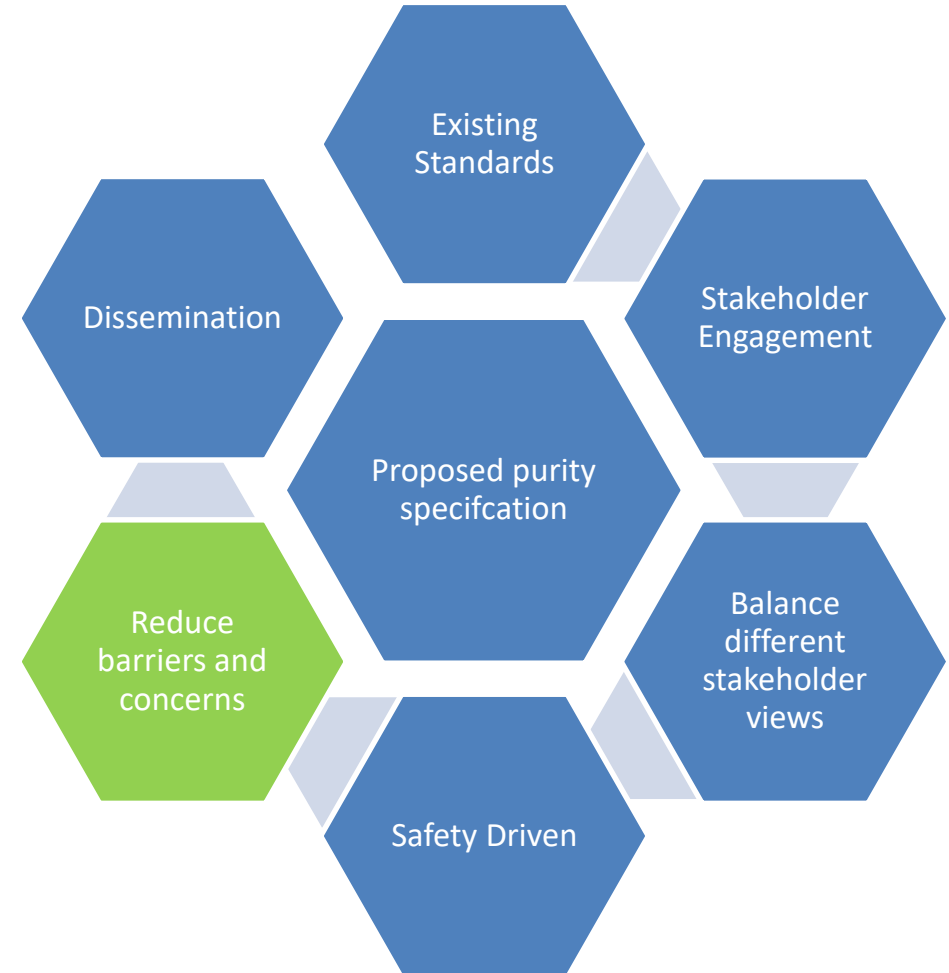 Existing
Standards
Dissemination
Stakeholder
Engagement
Proposed purity
specifcation
Reduce
barriers and
concerns
Balance
different
stakeholder
views
Safety Driven